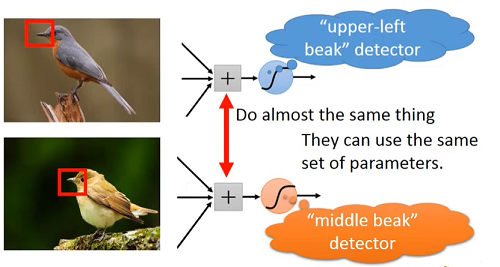 “upper-left
beak” detector
+
Do almost the same thing
They can use the same
set of parameters.
+
“middle beak”
detector